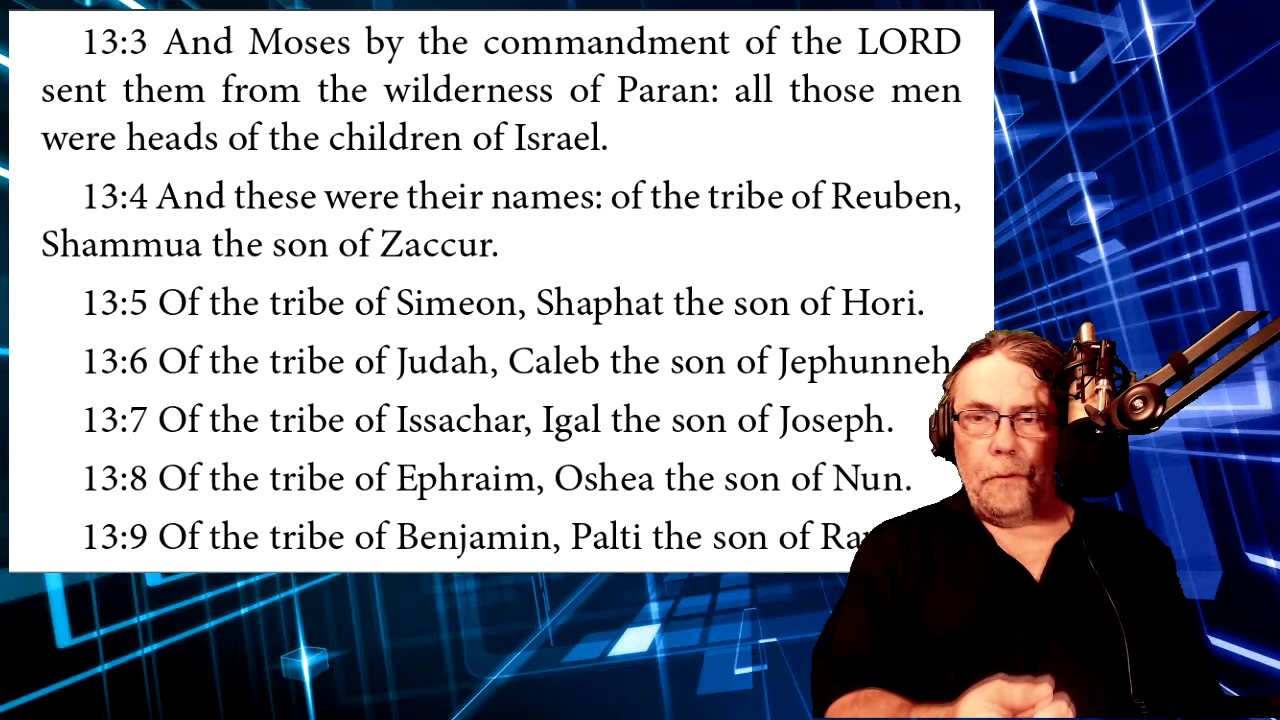 13:3 And Moses by the commandment of the LORD
sent them from the wilderness of Paran: all those men
were heads of the children of Israel.
13:4 And these were their names: of the tribe of Reuben,
Shammua the son of Zaccur.
13:5 Of the tribe of Simeon, Shaphat the son of Hori.
13:6 Of the tribe of Judah, Caleb the son of Jephunneh
13:7 Of the tribe of Issachar, Igal the son of Joseph.
13:8 Of the tribe of Ephraim, Oshea the son of Nun.
13:9 Of the tribe of Benjamin, Palti the son of